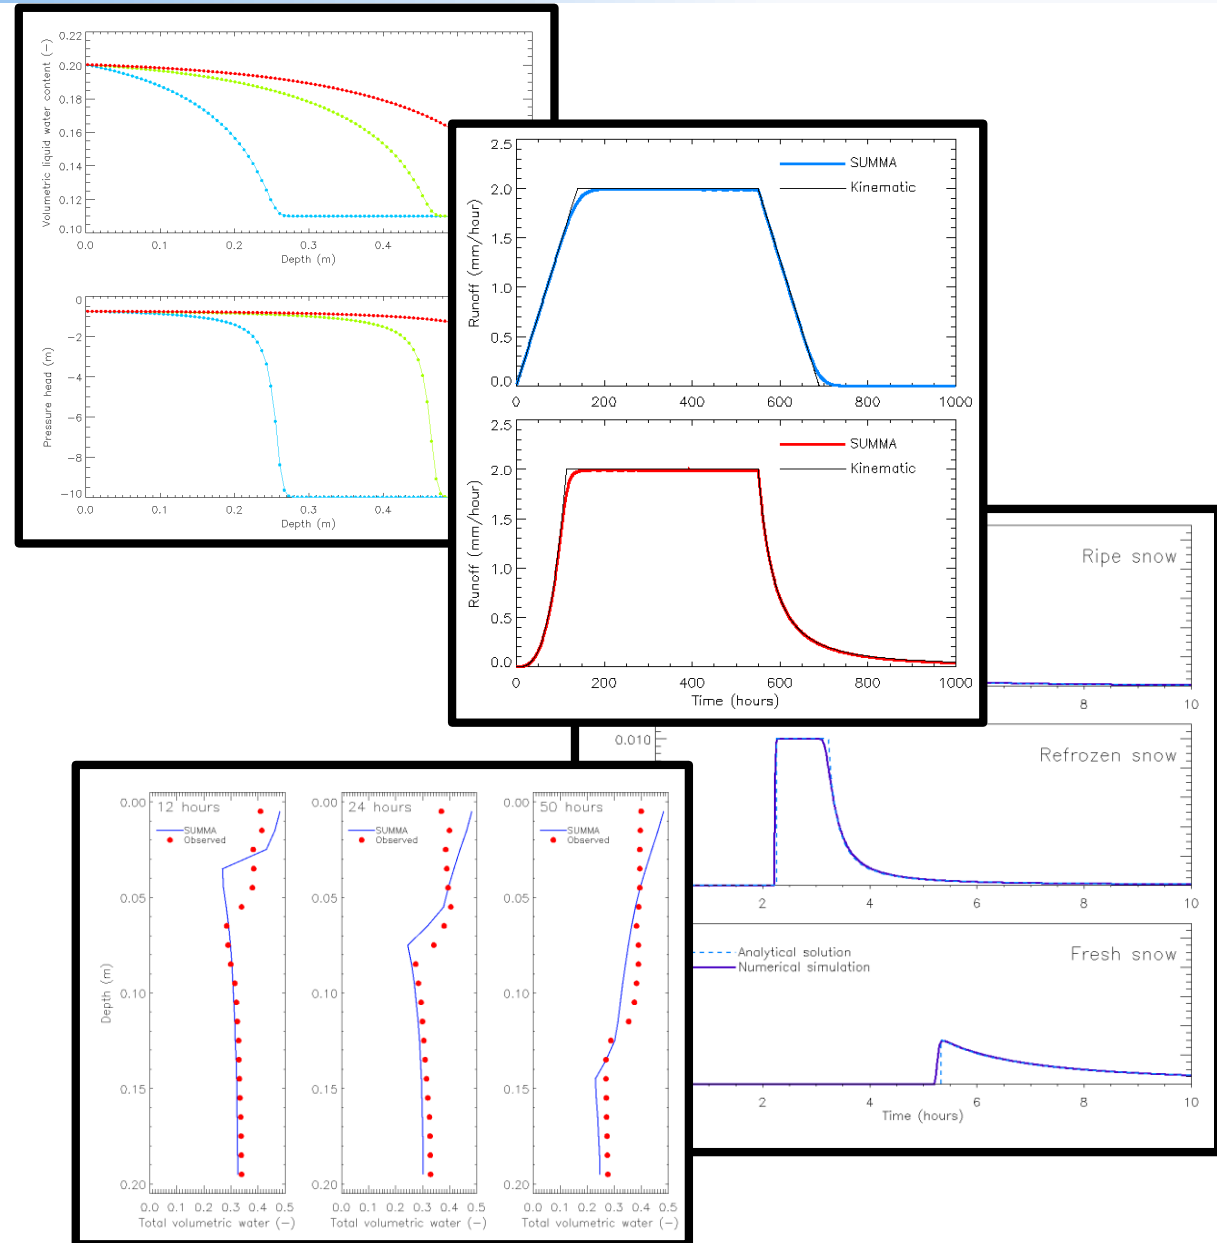 0.22
0.20
0.18
0.16
0.14
0.12
0.10
Volumetric liquid water content (-)
0.0 0.1 0.2 0.3 0.4
Depth (m)
0
-2
-4
-6
-8
-10
Pressure head (m)
0.0 0.1 0.2 0.3 0.4
Depth (m)
2.5
2.0
1.5
1.0
0.5
0.0
Runoff (mm/hour)
SUMMA
Kinematic
0 200 400 600 800 1000
2.5
2.0
1.5
1.0
0.5
0.0
Runoff (mm/hour)
SUMMA
Kinematic
0 200 400 600 800 1000
Time (hours)
Ripe snow
8 10
0.010
Refrozen snow
2 4 6 8 10
Analytical solution
Numerical simulation
Fresh snow
2 4 6 8 10
Time (hours)
0.00
0.05
0.10
0.15
0.20
Depth (m)
12 hours
SUMMA
Observed
0.0 0.1 0.2 0.3 0.4 0.5
Total volumetric water (-)
0.00
0.05
0.10
0.15
0.20
24 hours
SUMMA
Observed
0.0 0.1 0.2 0.3 0.4 0.5
Total volumetric water (-)
0.00
0.05
0.10
0.15
0.20
50 hours
SUMMA
Observed
0.0 0.1 0.2 0.3 0.4 0.5
Total volumetric water (-)